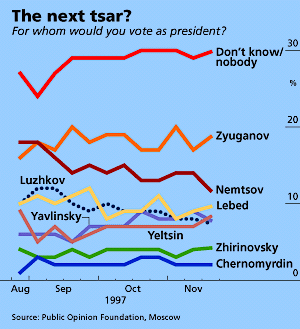 The next tsar?
For whom would you vote as president?
30
Don't know/
nobody
%
20
Zyuganov
Luzhkov
Nemtsov
Lebed
10
Yavlinsky
Yeltsin
Zhirinovsky
Chernomyrdin
0
Aug Sep Oct Nov
1997
Source: Public Opinion Foundation, Moscow